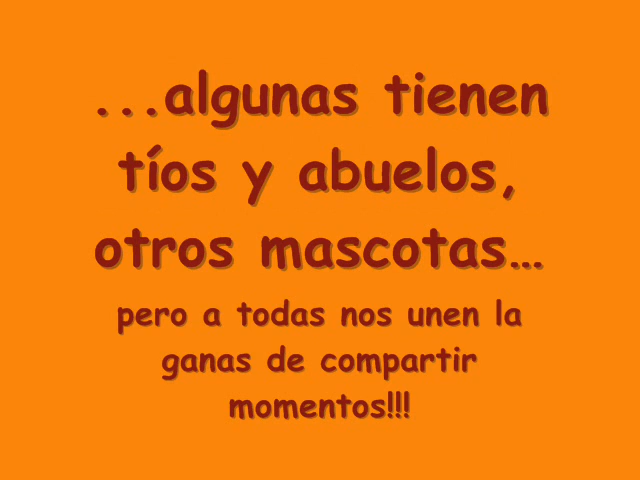 ...algunas tienen
tíos y abuelos,
otros mascotas…
pero a todas nos unen la
ganas de compartir
momentos!!!